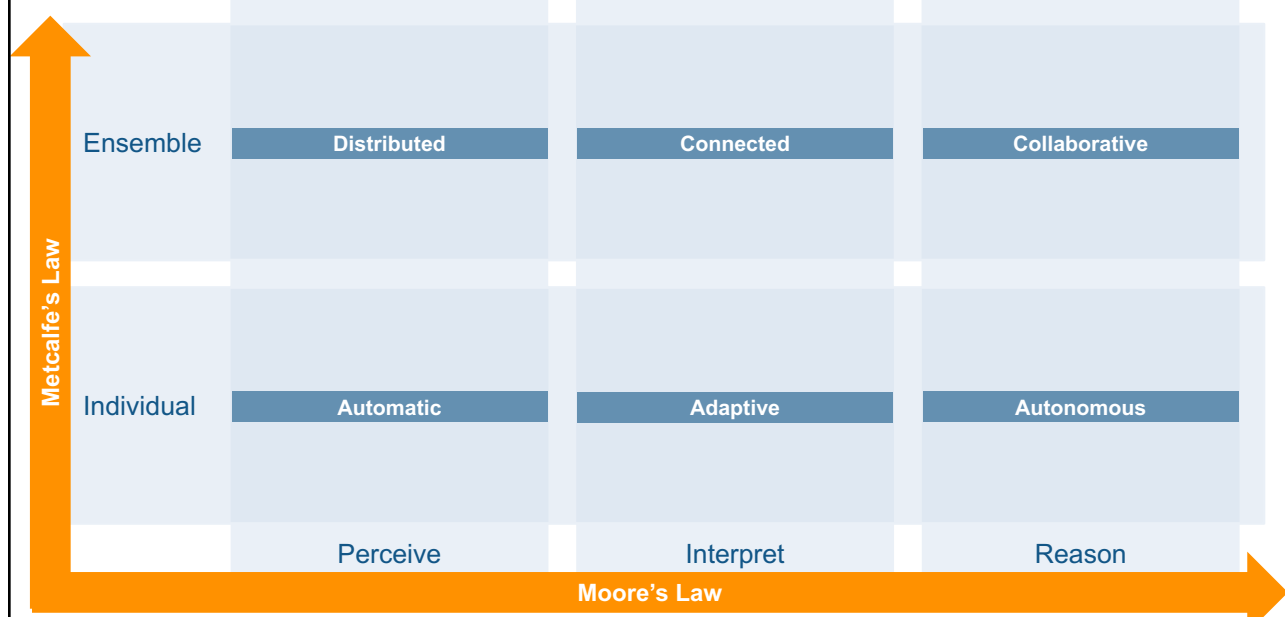 Ensemble
Distributed
Connected
Collaborative
Metcalfe’s Law
Individual
Automatic
Adaptive
Autonomous
Perceive
Interpret
Reason
Moore’s Law